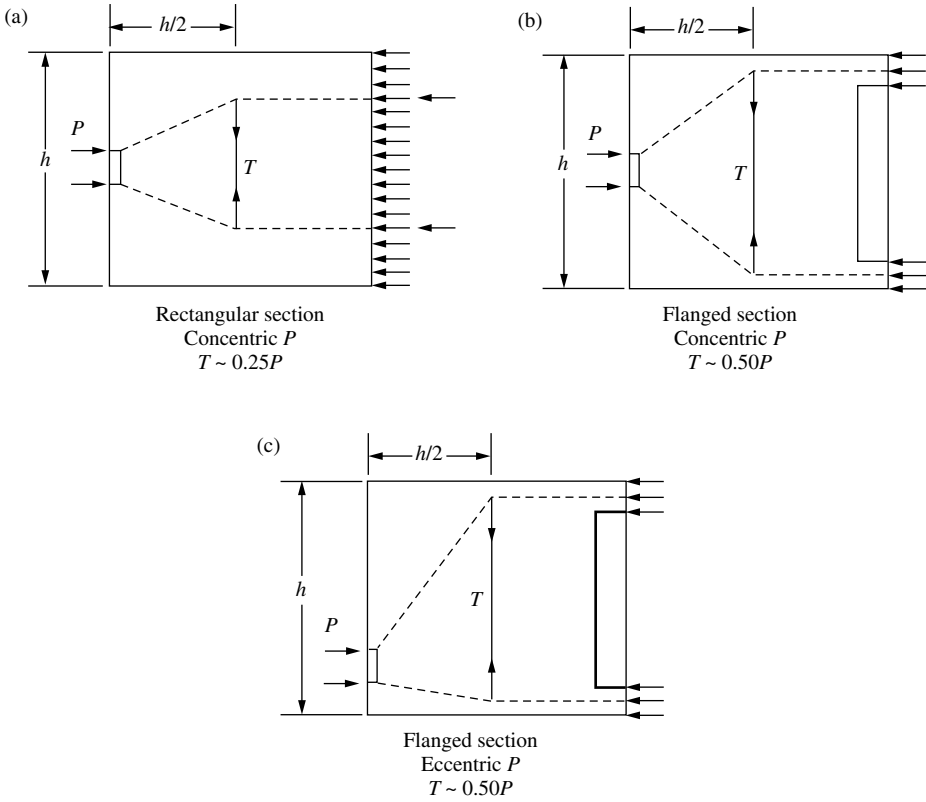 (a)
h/2
P
h
T
Rectangular section
Concentric P
T ~ 0.25P
(b)
h/2
P
h
T
Flanged section
Concentric P
T ~ 0.50P
(c)
h/2
h
T
P
Flanged section
Eccentric P
T ~ 0.50P